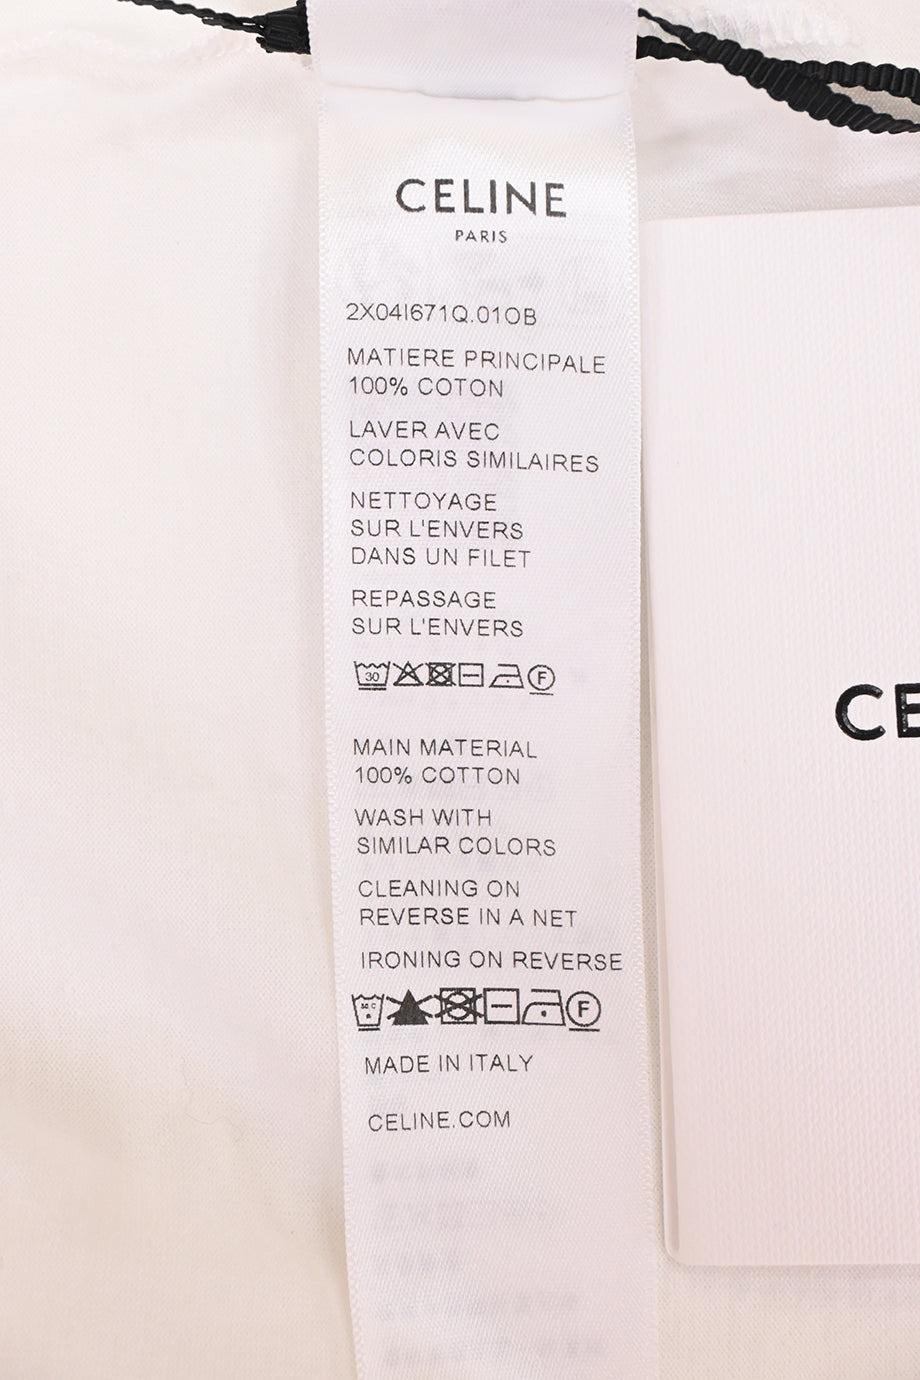 CELINE
PARIS
2X04I671Q.01OB
MATIERE PRINCIPALE
100% COTON
LAVER AVEC
COLORIS SIMILAIRES
NETTOYAGE
SUR L'ENVERS
DANS UN FILET
REPASSAGE
SUR L'ENVERS
30 F
MAIN MATERIAL
100% COTTON
WASH WITH
SIMILAR COLORS
CLEANING ON
REVERSE IN A NET
IRONING ON REVERSE
30 C F
MADE IN ITALY
CELINE.COM
CE